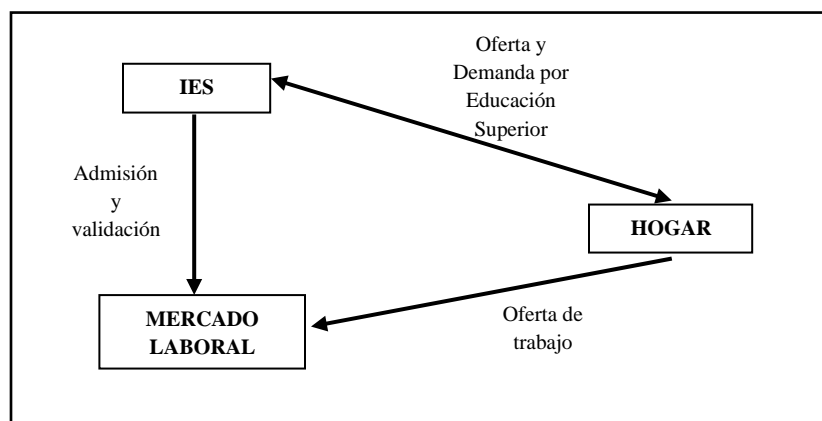 Oferta y
Demanda por
Educación
Superior
IES
Admisión
y
validación
HOGAR
MERCADO
LABORAL
Oferta de
trabajo